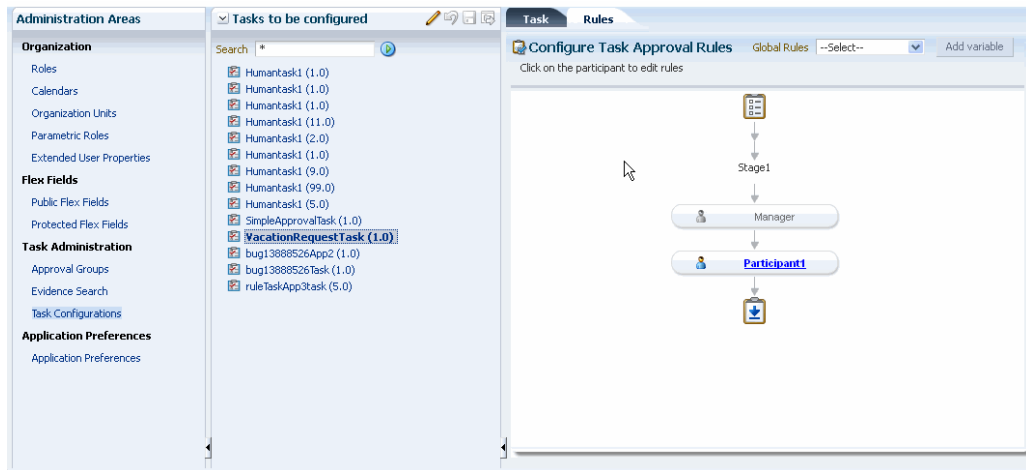 Administration Areas
Organization
Roles
Calendars
Organization Units
Parametric Roles
Extended User Properties
Flex Fields
Public Flex Fields
Protected Flex Fields
Task Administration
Approval Groups
Evidence Search
Task Configurations
Application Preferences
Application Preferences
Tasks to be configured
Search *
Humantask1 (1.0)
Humantask1 (1.0)
Humantask1 (1.0)
Humantask1 (11.0)
Humantask1 (2.0)
Humantask1 (1.0)
Humantask1 (9.0)
Humantask1 (99.0)
Humantask1 (5.0)
SimpleApprovalTask (1.0)
VacationRequestTask (1.0)
bug13888526App2 (1.0)
bug13888526Task (1.0)
ruleTaskApp3task (5.0)
Task Rules
Configure Task Approval Rules Global Rules --Select-- Add variable
Click on the participant to edit rules
Stage1
Manager
Participant1